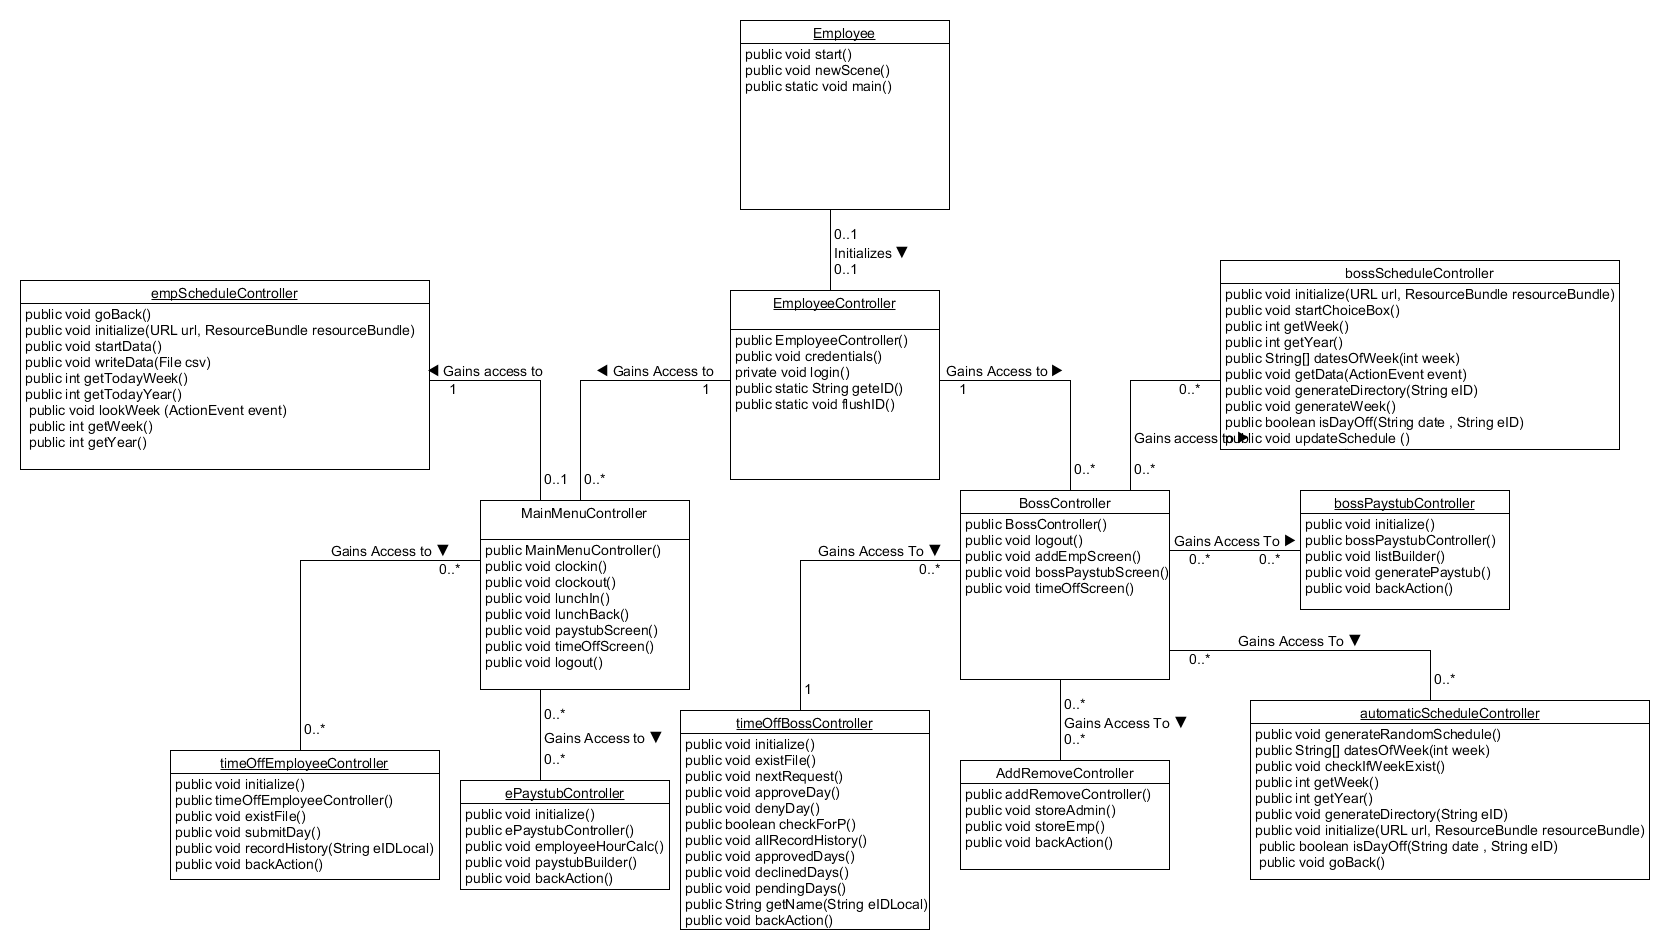 Employee
public void start()
public void newScene()
public static void main()
0..1
Initializes ▼
0..1
empScheduleController
public void goBack()
public void initialize(URL url, ResourceBundle resourceBundle)
public void startData()
public void writeData(File csv)
public int getTodayWeek()
public int getTodayYear()
public void lookWeek (ActionEvent event)
public int getWeek()
public int getYear()
◀ Gains access to
1
0..1
◀ Gains Access to
1
0..*
EmployeeController
public EmployeeController()
public void credentials()
private void login()
public static String geteID()
public static void flushID()
Gains Access to ▶
1
0..*
bossScheduleController
public void initialize(URL url, ResourceBundle resourceBundle)
public void startChoiceBox()
public int getWeek()
public int getYear()
public String[] datesOfWeek(int week)
public void getData(ActionEvent event)
public void generateDirectory(String eID)
public void generateWeek()
public boolean isDayOff(String date , String eID)
public void updateSchedule ()
0..*
Gains access to ▶
0..*
MainMenuController
public MainMenuController()
public void clockin()
public void clockout()
public void lunchIn()
public void lunchBack()
public void paystubScreen()
public void timeOffScreen()
public void logout()
Gains Access to ▼
0..*
0..*
BossController
public BossController()
public void logout()
public void addEmpScreen()
public void bossPaystubScreen()
public void timeOffScreen()
Gains Access To ▼
0..*
1
Gains Access To ▶
0..*
0..*
bossPaystubController
public void initialize()
public bossPaystubController()
public void listBuilder()
public void generatePaystub()
public void backAction()
Gains Access To ▼
0..*
0..*
0..*
Gains Access to ▼
0..*
0..*
Gains Access To ▼
0..*
timeOffEmployeeController
public void initialize()
public timeOffEmployeeController()
public void existFile()
public void submitDay()
public void recordHistory(String eIDLocal)
public void backAction()
ePaystubController
public void initialize()
public ePaystubController()
public void employeeHourCalc()
public void paystubBuilder()
public void backAction()
timeOffBossController
public void initialize()
public void existFile()
public void nextRequest()
public void approveDay()
public void denyDay()
public boolean checkForP()
public void allRecordHistory()
public void approvedDays()
public void declinedDays()
public void pendingDays()
public String getName(String eIDLocal)
public void backAction()
AddRemoveController
public addRemoveController()
public void storeAdmin()
public void storeEmp()
public void backAction()
automaticScheduleController
public void generateRandomSchedule()
public String[] datesOfWeek(int week)
public void checkIfWeekExist()
public int getWeek()
public int getYear()
public void generateDirectory(String eID)
public void initialize(URL url, ResourceBundle resourceBundle)
public boolean isDayOff(String date , String eID)
public void goBack()